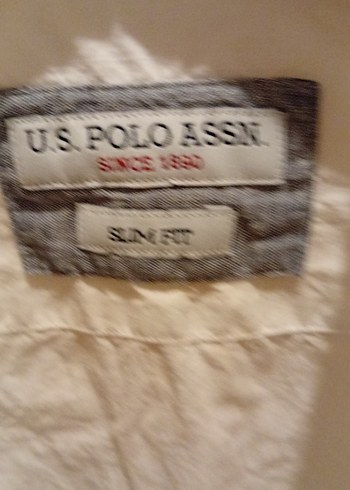 U.S. POLO ASSN.
SINCE 1890
SLIM FIT